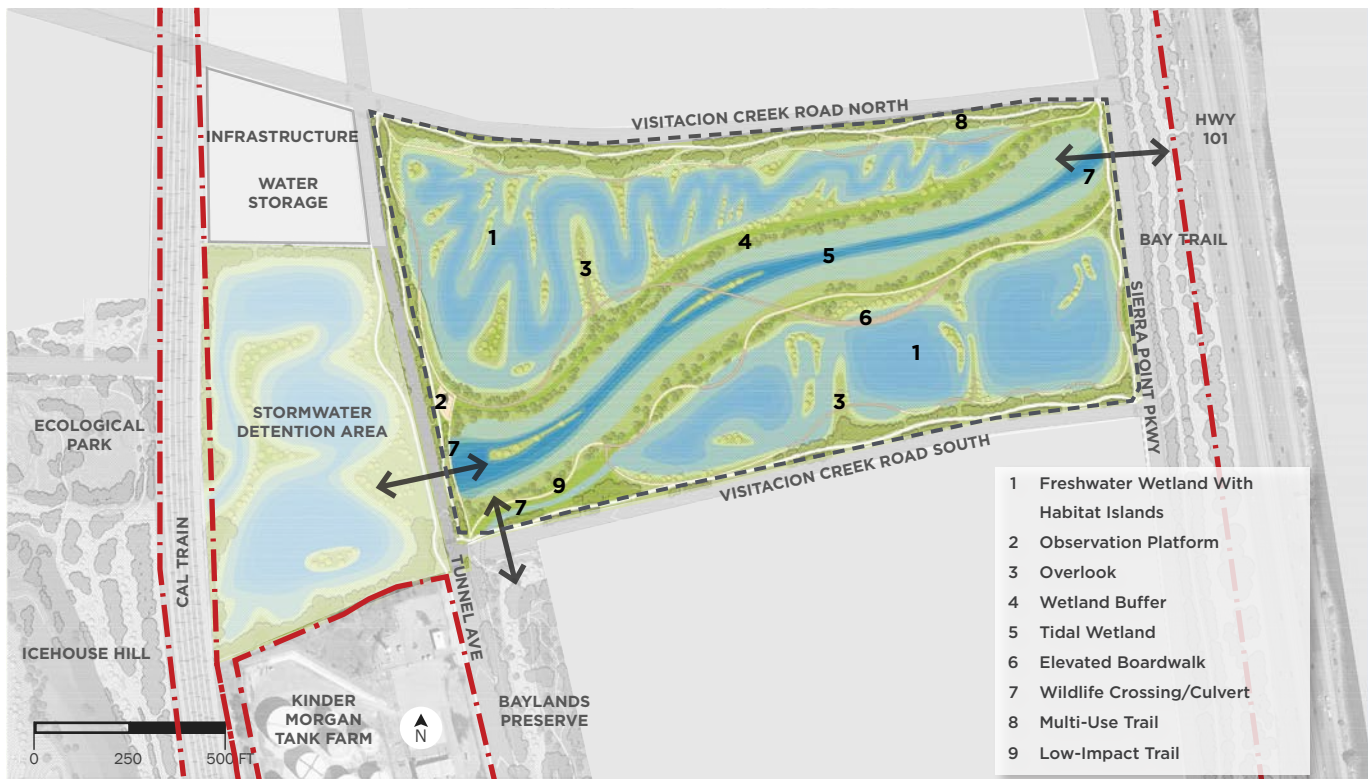 VISITACION CREEK ROAD NORTH
8
HWY
101
INFRASTRUCTURE
WATER
STORAGE
7
1
4
5
BAY TRAIL
3
SIERRA POINT PKWY
6
1
2
3
STORMWATER
DETENTION AREA
ECOLOGICAL
PARK
7
VISITACION CREEK ROAD SOUTH
9
7
CAL TRAIN
TUNNEL AVE
ICEHOUSE HILL
KINDER
MORGAN
TANK FARM
N
BAYLANDS
PRESERVE
0 250 500 FT
1 Freshwater Wetland With
Habitat Islands
2 Observation Platform
3 Overlook
4 Wetland Buffer
5 Tidal Wetland
6 Elevated Boardwalk
7 Wildlife Crossing/Culvert
8 Multi-Use Trail
9 Low-Impact Trail